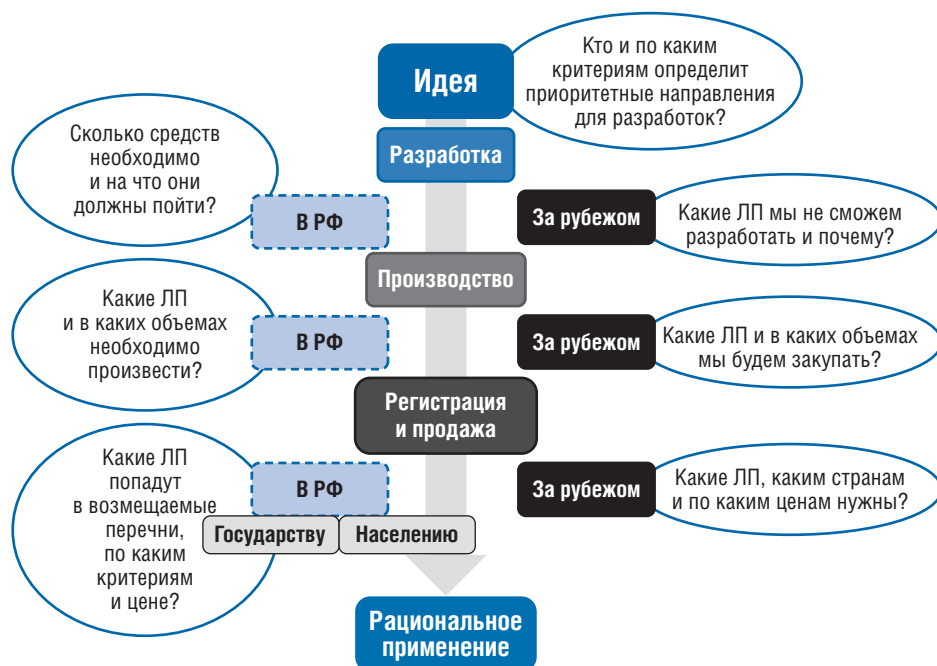 Идея
Кто и по каким
критериям определит
приоритетные направления
для разработок?
Разработка
Сколько средств
необходимо
и на что они
должны пойти?
В РФ
За рубежом
Какие ЛП мы не сможем
разработать и почему?
Производство
Какие ЛП
и в каких объемах
необходимо
произвести?
В РФ
За рубежом
Какие ЛП и в каких объемах
мы будем закупать?
Регистрация
и продажа
Какие ЛП
попадут
в возмещаемые
перечни,
по каким
критериям
и цене?
В РФ
Государству
Населению
За рубежом
Какие ЛП, каким странам
и по каким ценам нужны?
Рациональное
применение